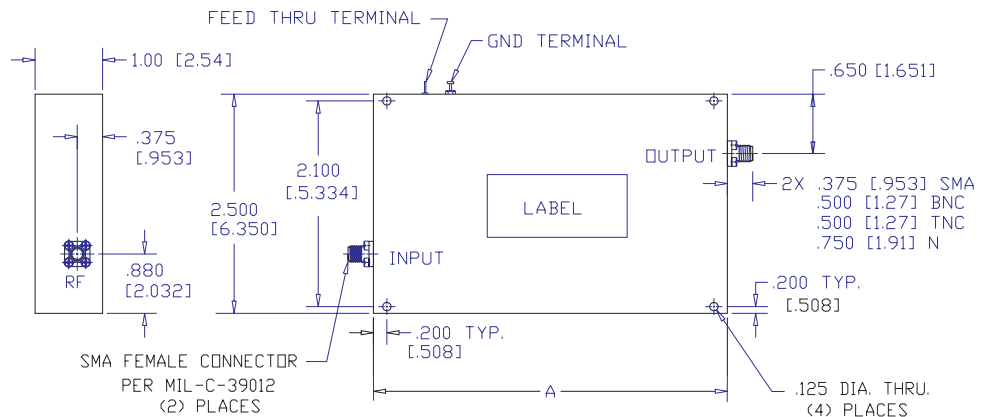 FEED THRU TERMINAL
GND TERMINAL
1.00 [2.54]
.650 [1.651]
.375
[.953]
OUTPUT
2.100
[.5.334]
2X .375 [.953] SMA
.500 [1.27] BNC
.500 [1.27] TNC
.750 [1.91] N
2.500
[6.350]
LABEL
INPUT
RF
.880
[2.032]
.200 TYP.
[.508]
.200 TYP.
[.508]
SMA FEMALE CONNECTOR
PER MIL-C-39012
(2) PLACES
A
.125 DIA. THRU.
(4) PLACES